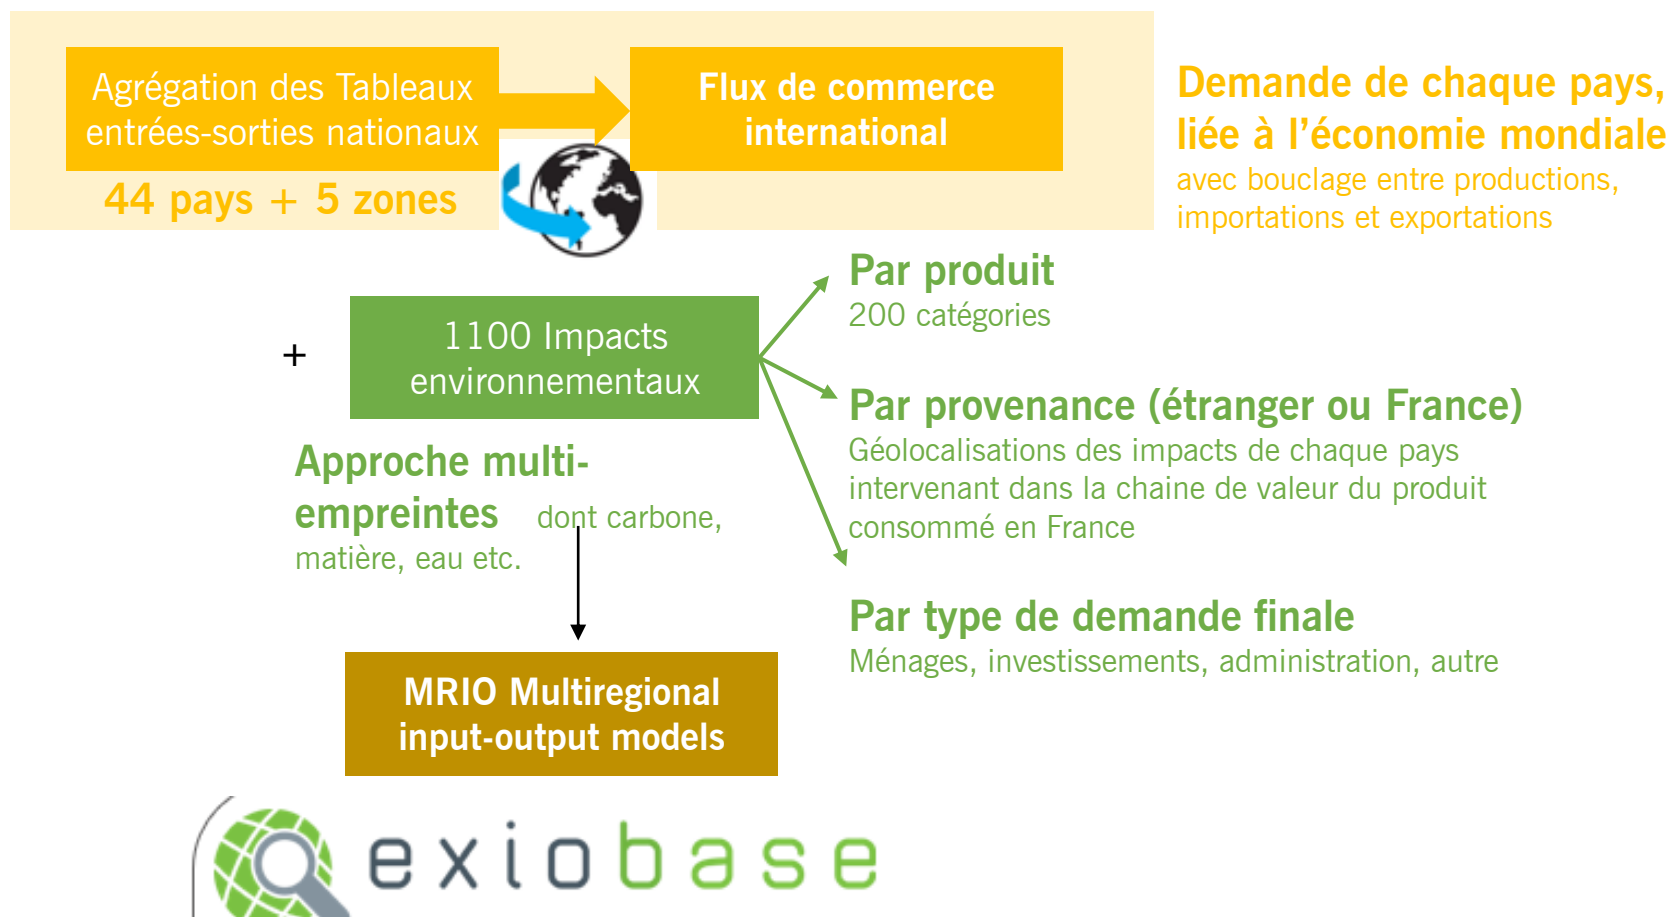 Agrégation des Tableaux
entrées-sorties nationaux
44 pays + 5 zones
Flux de commerce
international
Demande de chaque pays,
liée à l'économie mondiale
avec bouclage entre productions,
importations et exportations
+
1100 Impacts
environnementaux
Approche multi-
empreintes dont carbone,
matière, eau etc.
Par produit
200 catégories
Par provenance (étranger ou France)
Géolocalisations des impacts de chaque pays
intervenant dans la chaine de valeur du produit
consommé en France
Par type de demande finale
Ménages, investissements, administration, autre
MRIO Multiregional
input-output models
exiobase